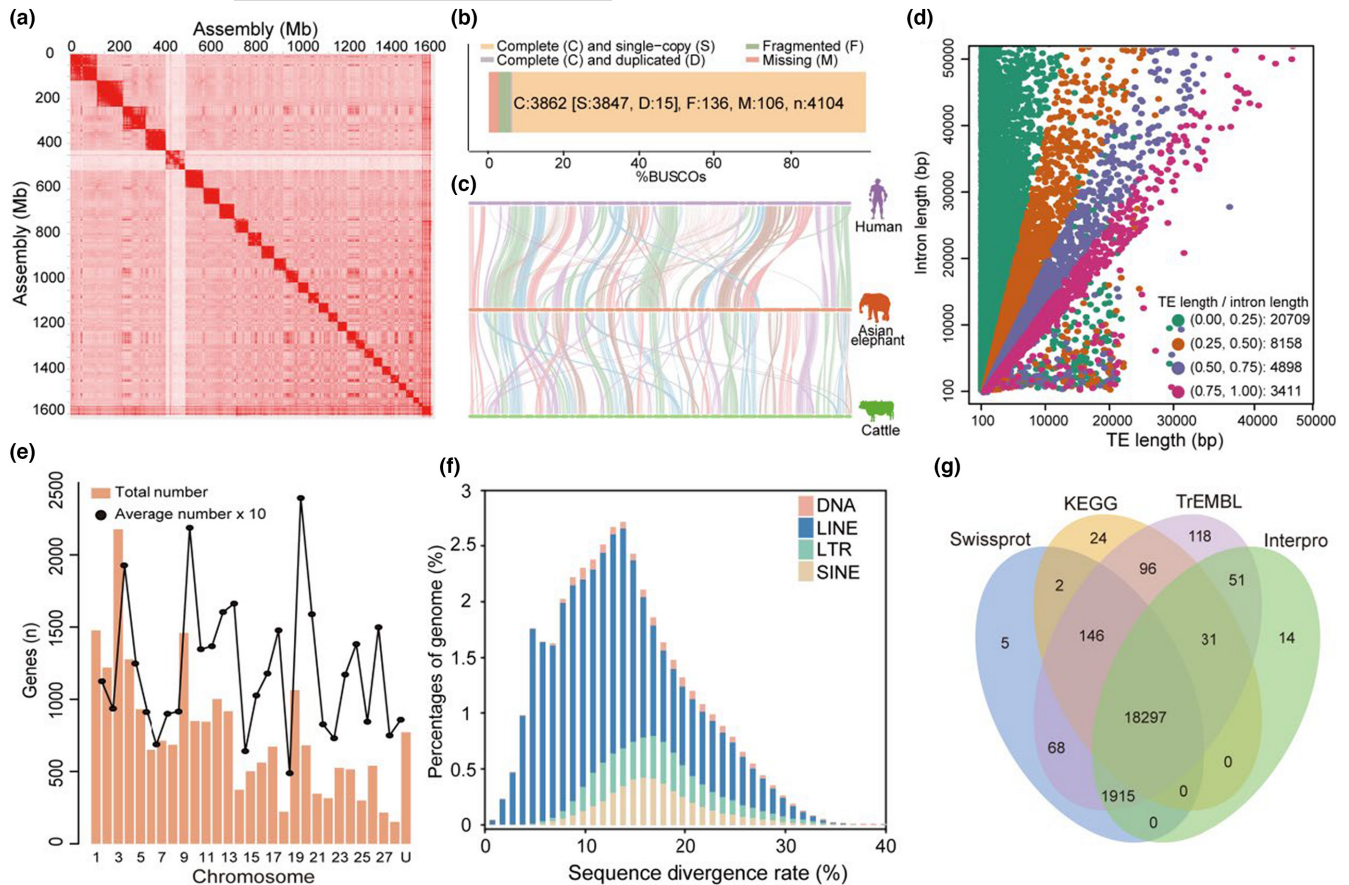 (a)
Assembly (Mb)
0 200 400 600 800 1000 1200 1400 1600
0
200
400
600
800
1000
1200
1400
1600
Assembly (Mb)
(b)
Complete (C) and single-copy (S)
Complete (C) and duplicated (D)
Fragmented (F)
Missing (M)
C:3862 [S:3847, D:15], F:136, M:106, n:4104
0 20 40 60 80
%BUSCOs
(c)
Human
Asian
elephant
Cattle
(d)
Intron length (bp)
50000
40000
30000
20000
10000
100
TE length / intron length
(0.00, 0.25): 20709
(0.25, 0.50): 8158
(0.50, 0.75): 4898
(0.75, 1.00): 3411
100 10000 20000 30000 40000 50000
TE length (bp)
(e)
Genes (n)
2500
2000
1500
1000
500
0
Total number
Average number x 10
1 3 5 7 9 11 13 15 17 19 21 23 25 27 U
Chromosome
(f)
Percentages of genome (%)
3
2.5
2
1.5
1
0.5
0
DNA
LINE
LTR
SINE
0 10 20 30 40
Sequence divergence rate (%)
(g)
KEGG TrEMBL
Swissprot Interpro
24 118
96
2 51
5 146 31 14
18297
68 0
1915 0
0